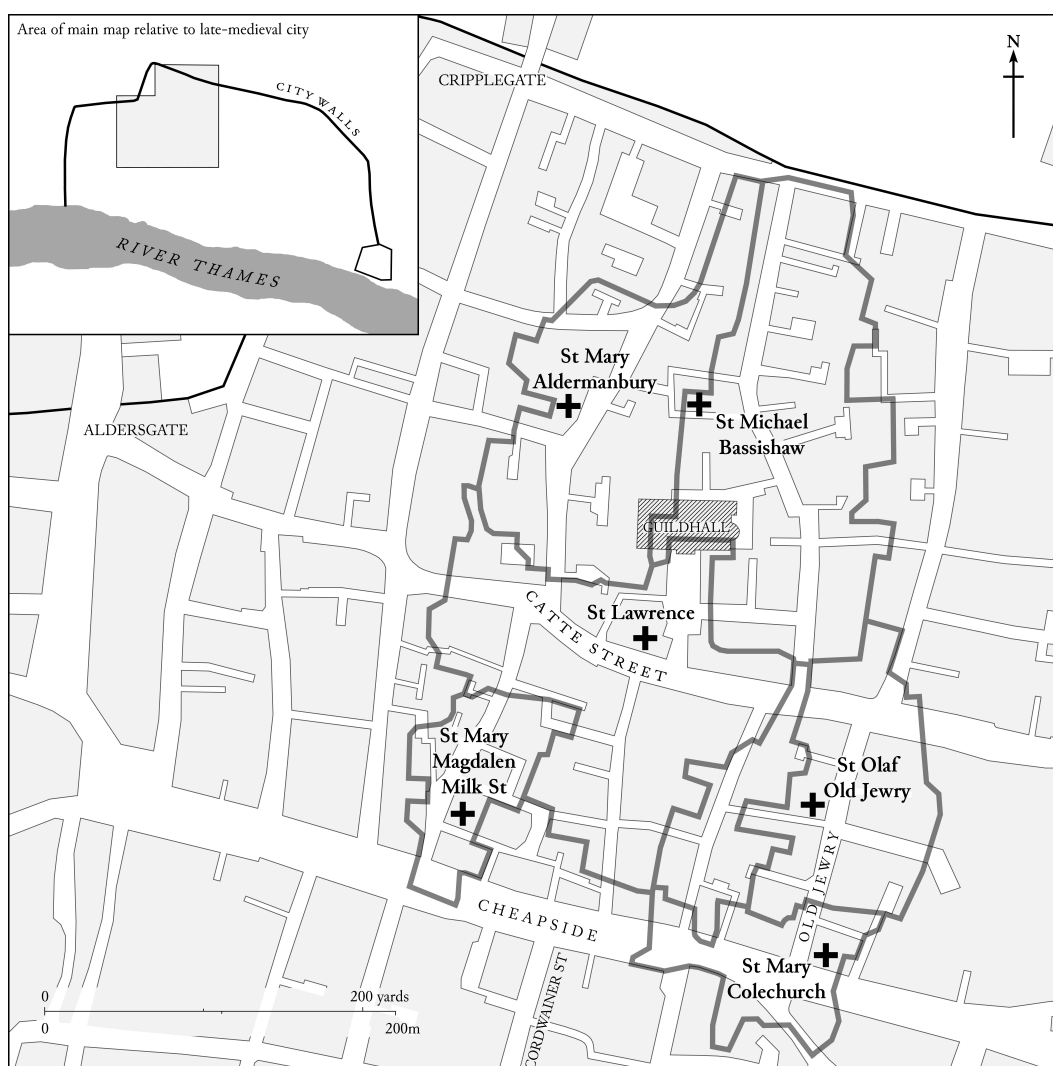 Area of main map relative to late-medieval city
CITY WALLS
RIVER THAMES
N
CRIPPLEGATE
ALDERSGATE
St Mary
Aldermanbury
St Michael
Bassishaw
GUILDHALL
St Lawrence
CATTE STREET
St Mary
Magdalen
Milk St
St Olaf
Old Jewry
OLD JEWRY
CHEAPSIDE
St Mary
Colechurch
CORDWAINER ST
0
200 yards
0
200m